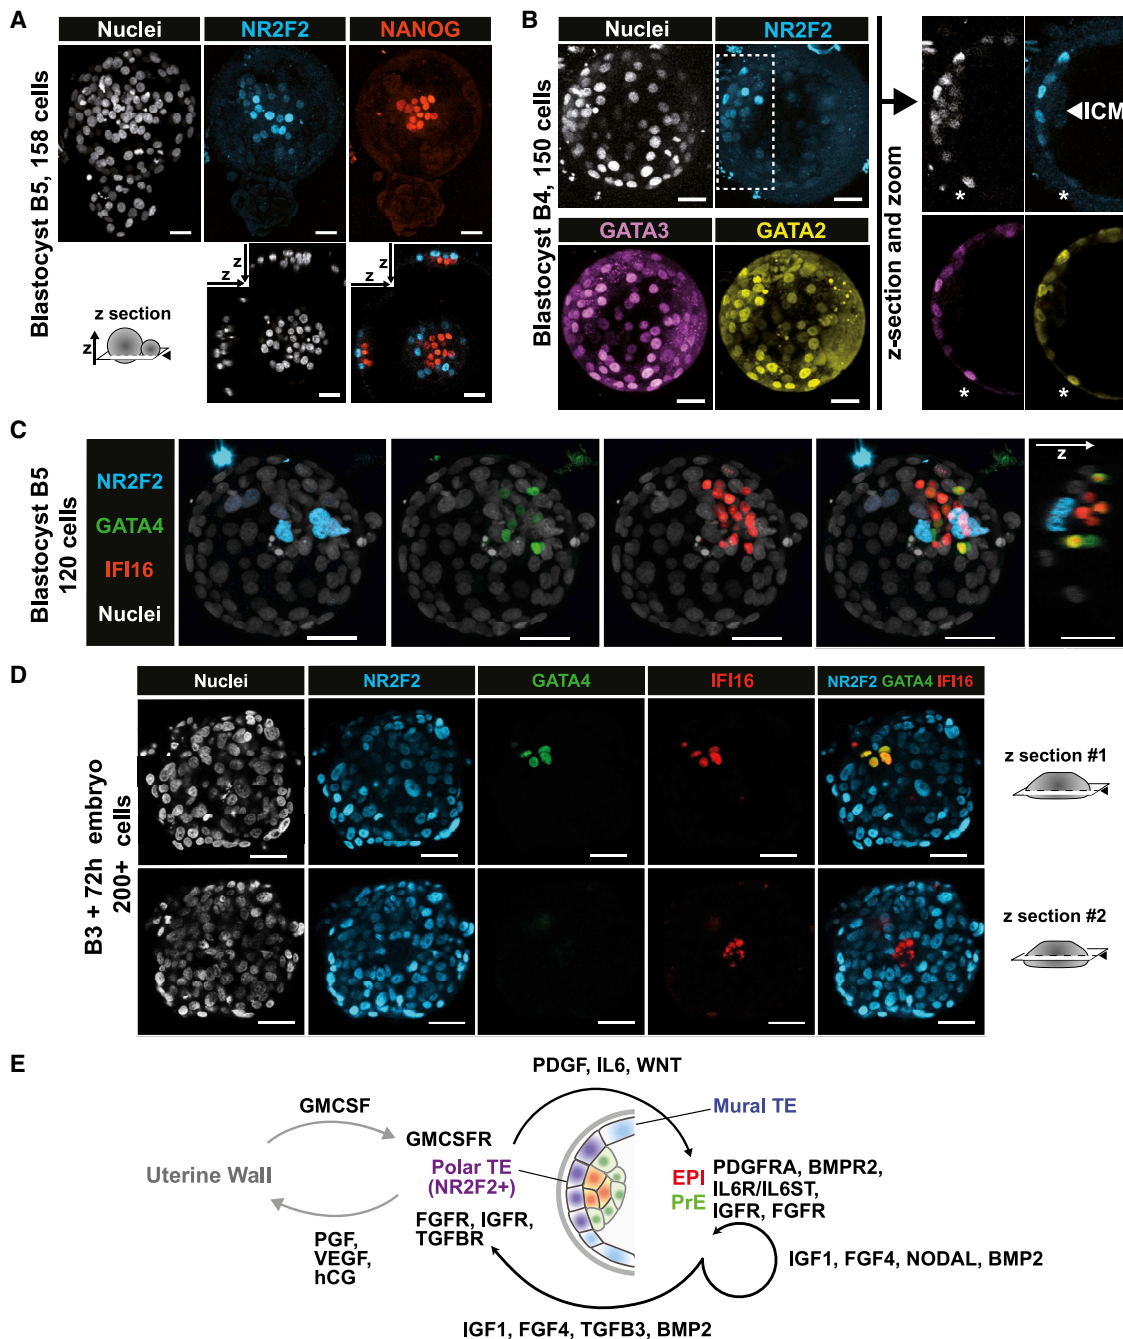 A
Blastocyst B5, 158 cells
Nuclei
NR2F2
NANOG
z section
z
z
z
z
z
B
Blastocyst B4, 150 cells
Nuclei
NR2F2
GATA3
GATA2
z-section and zoom
ICM
*
*
*
*
C
Blastocyst B5
120 cells
NR2F2
GATA4
IFI16
Nuclei
z
D
B3 + 72h embryo
200+ cells
Nuclei
NR2F2
GATA4
IFI16
NR2F2 GATA4 IFI16
z section #1
z section #2
E
PDGF, IL6, WNT
GMCSF
Mural TE
GMCSFR
Uterine Wall
Polar TE
(NR2F2+)
EPI
PrE
PDGFRA, BMPR2,
IL6R/IL6ST,
IGFR, FGFR
FGFR, IGFR,
TGFBR
PGF,
VEGF,
hCG
IGF1, FGF4, NODAL, BMP2
IGF1, FGF4, TGFB3, BMP2